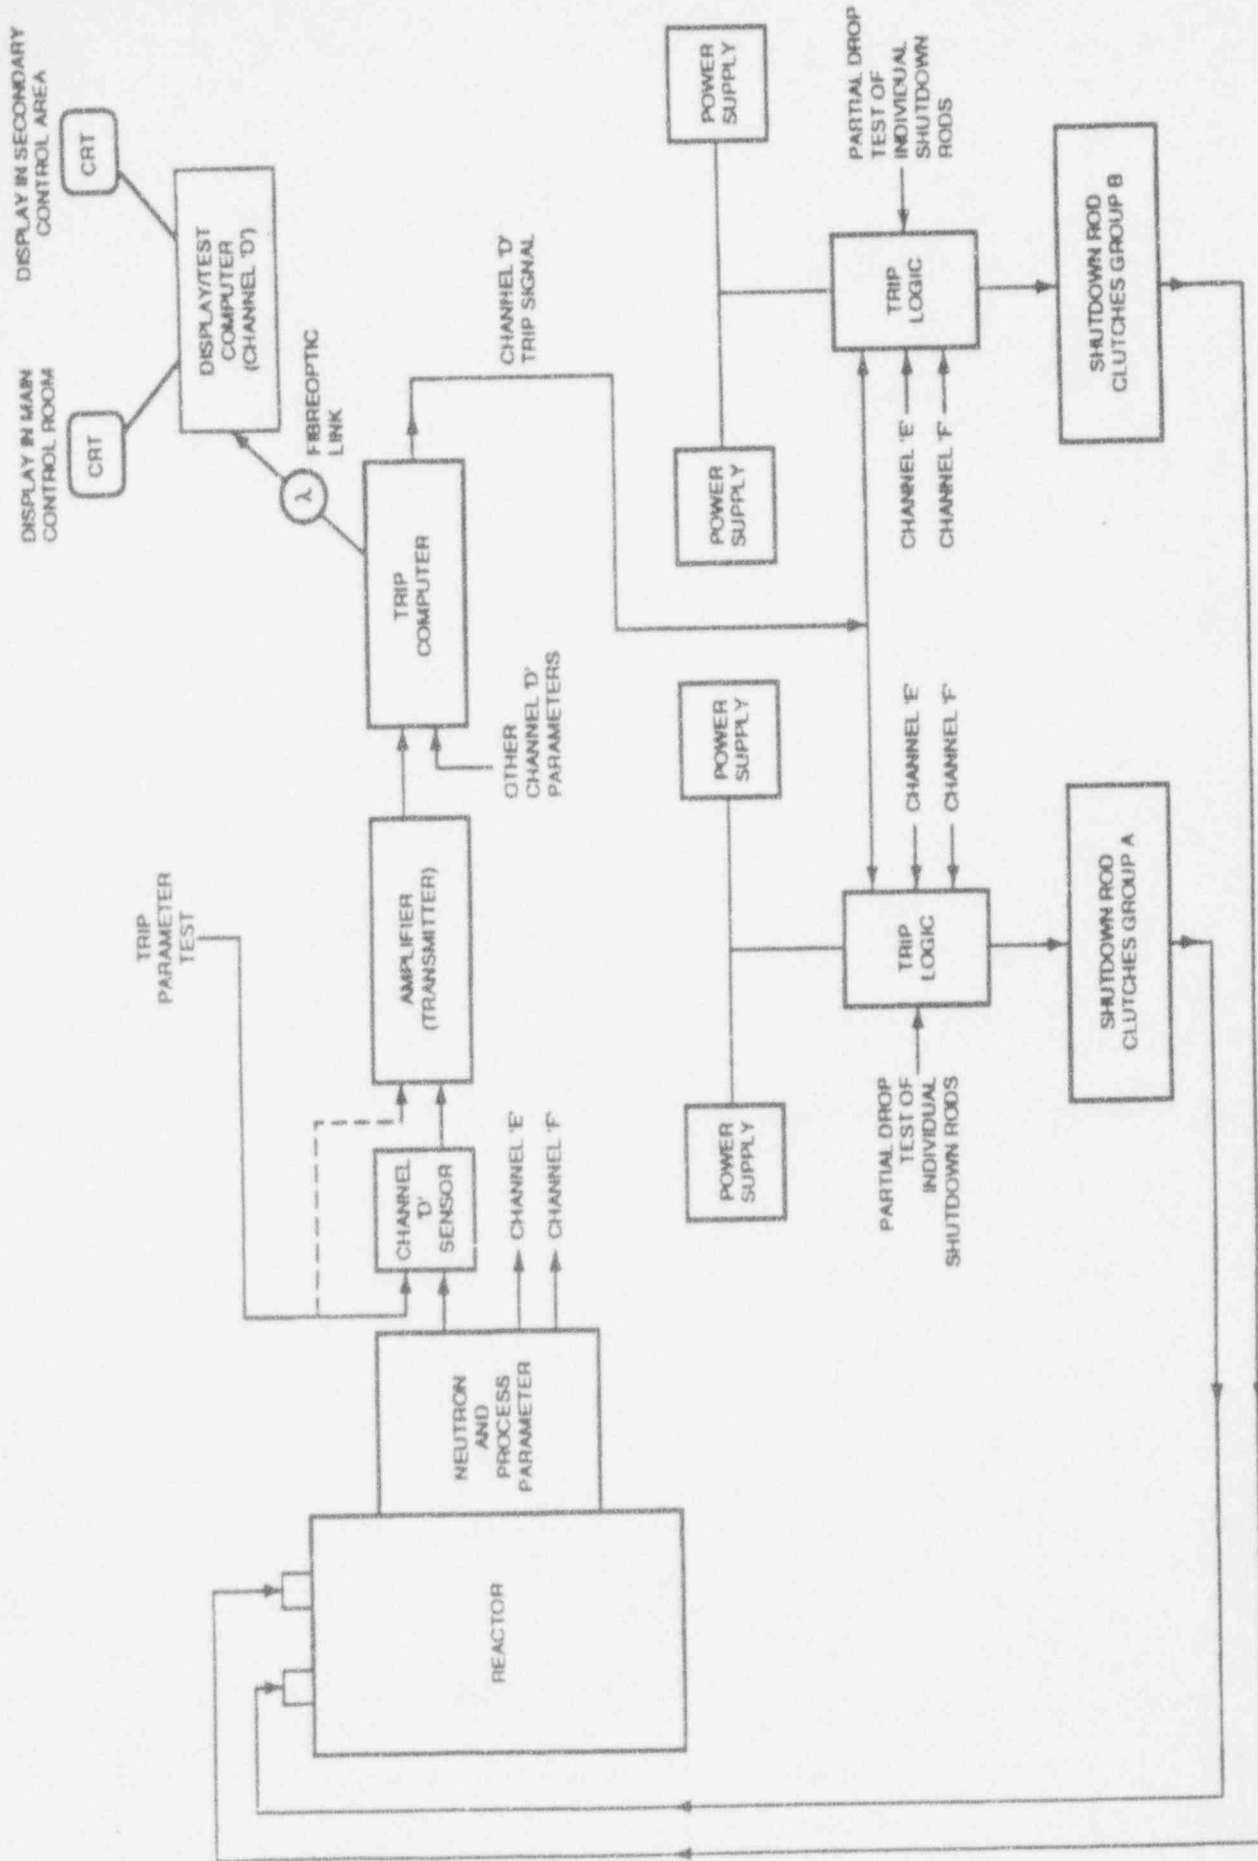 DISPLAY IN MAIN
CONTROL ROOM
DISPLAY IN SECONDARY
CONTROL AREA
CRT
CRT
DISPLAY/TEST
COMPUTER
(CHANNEL 'D')
λ
FIBREOPTIC
LINK
TRIP
PARAMETER
TEST
CHANNEL
'D'
SENSOR
AMPLIFIER
(TRANSMITTER)
TRIP
COMPUTER
CHANNEL 'D'
TRIP SIGNAL
OTHER
CHANNEL 'D'
PARAMETERS
REACTOR
NEUTRON
AND
PROCESS
PARAMETER
CHANNEL 'E'
CHANNEL 'F'
POWER
SUPPLY
POWER
SUPPLY
POWER
SUPPLY
POWER
SUPPLY
PARTIAL DROP
TEST OF
INDIVIDUAL
SHUTDOWN RODS
TRIP
LOGIC
CHANNEL 'E'
CHANNEL 'F'
CHANNEL 'E'
CHANNEL 'F'
TRIP
LOGIC
PARTIAL DROP
TEST OF
INDIVIDUAL
SHUTDOWN
RODS
SHUTDOWN ROD
CLUTCHES GROUP A
SHUTDOWN ROD
CLUTCHES GROUP B